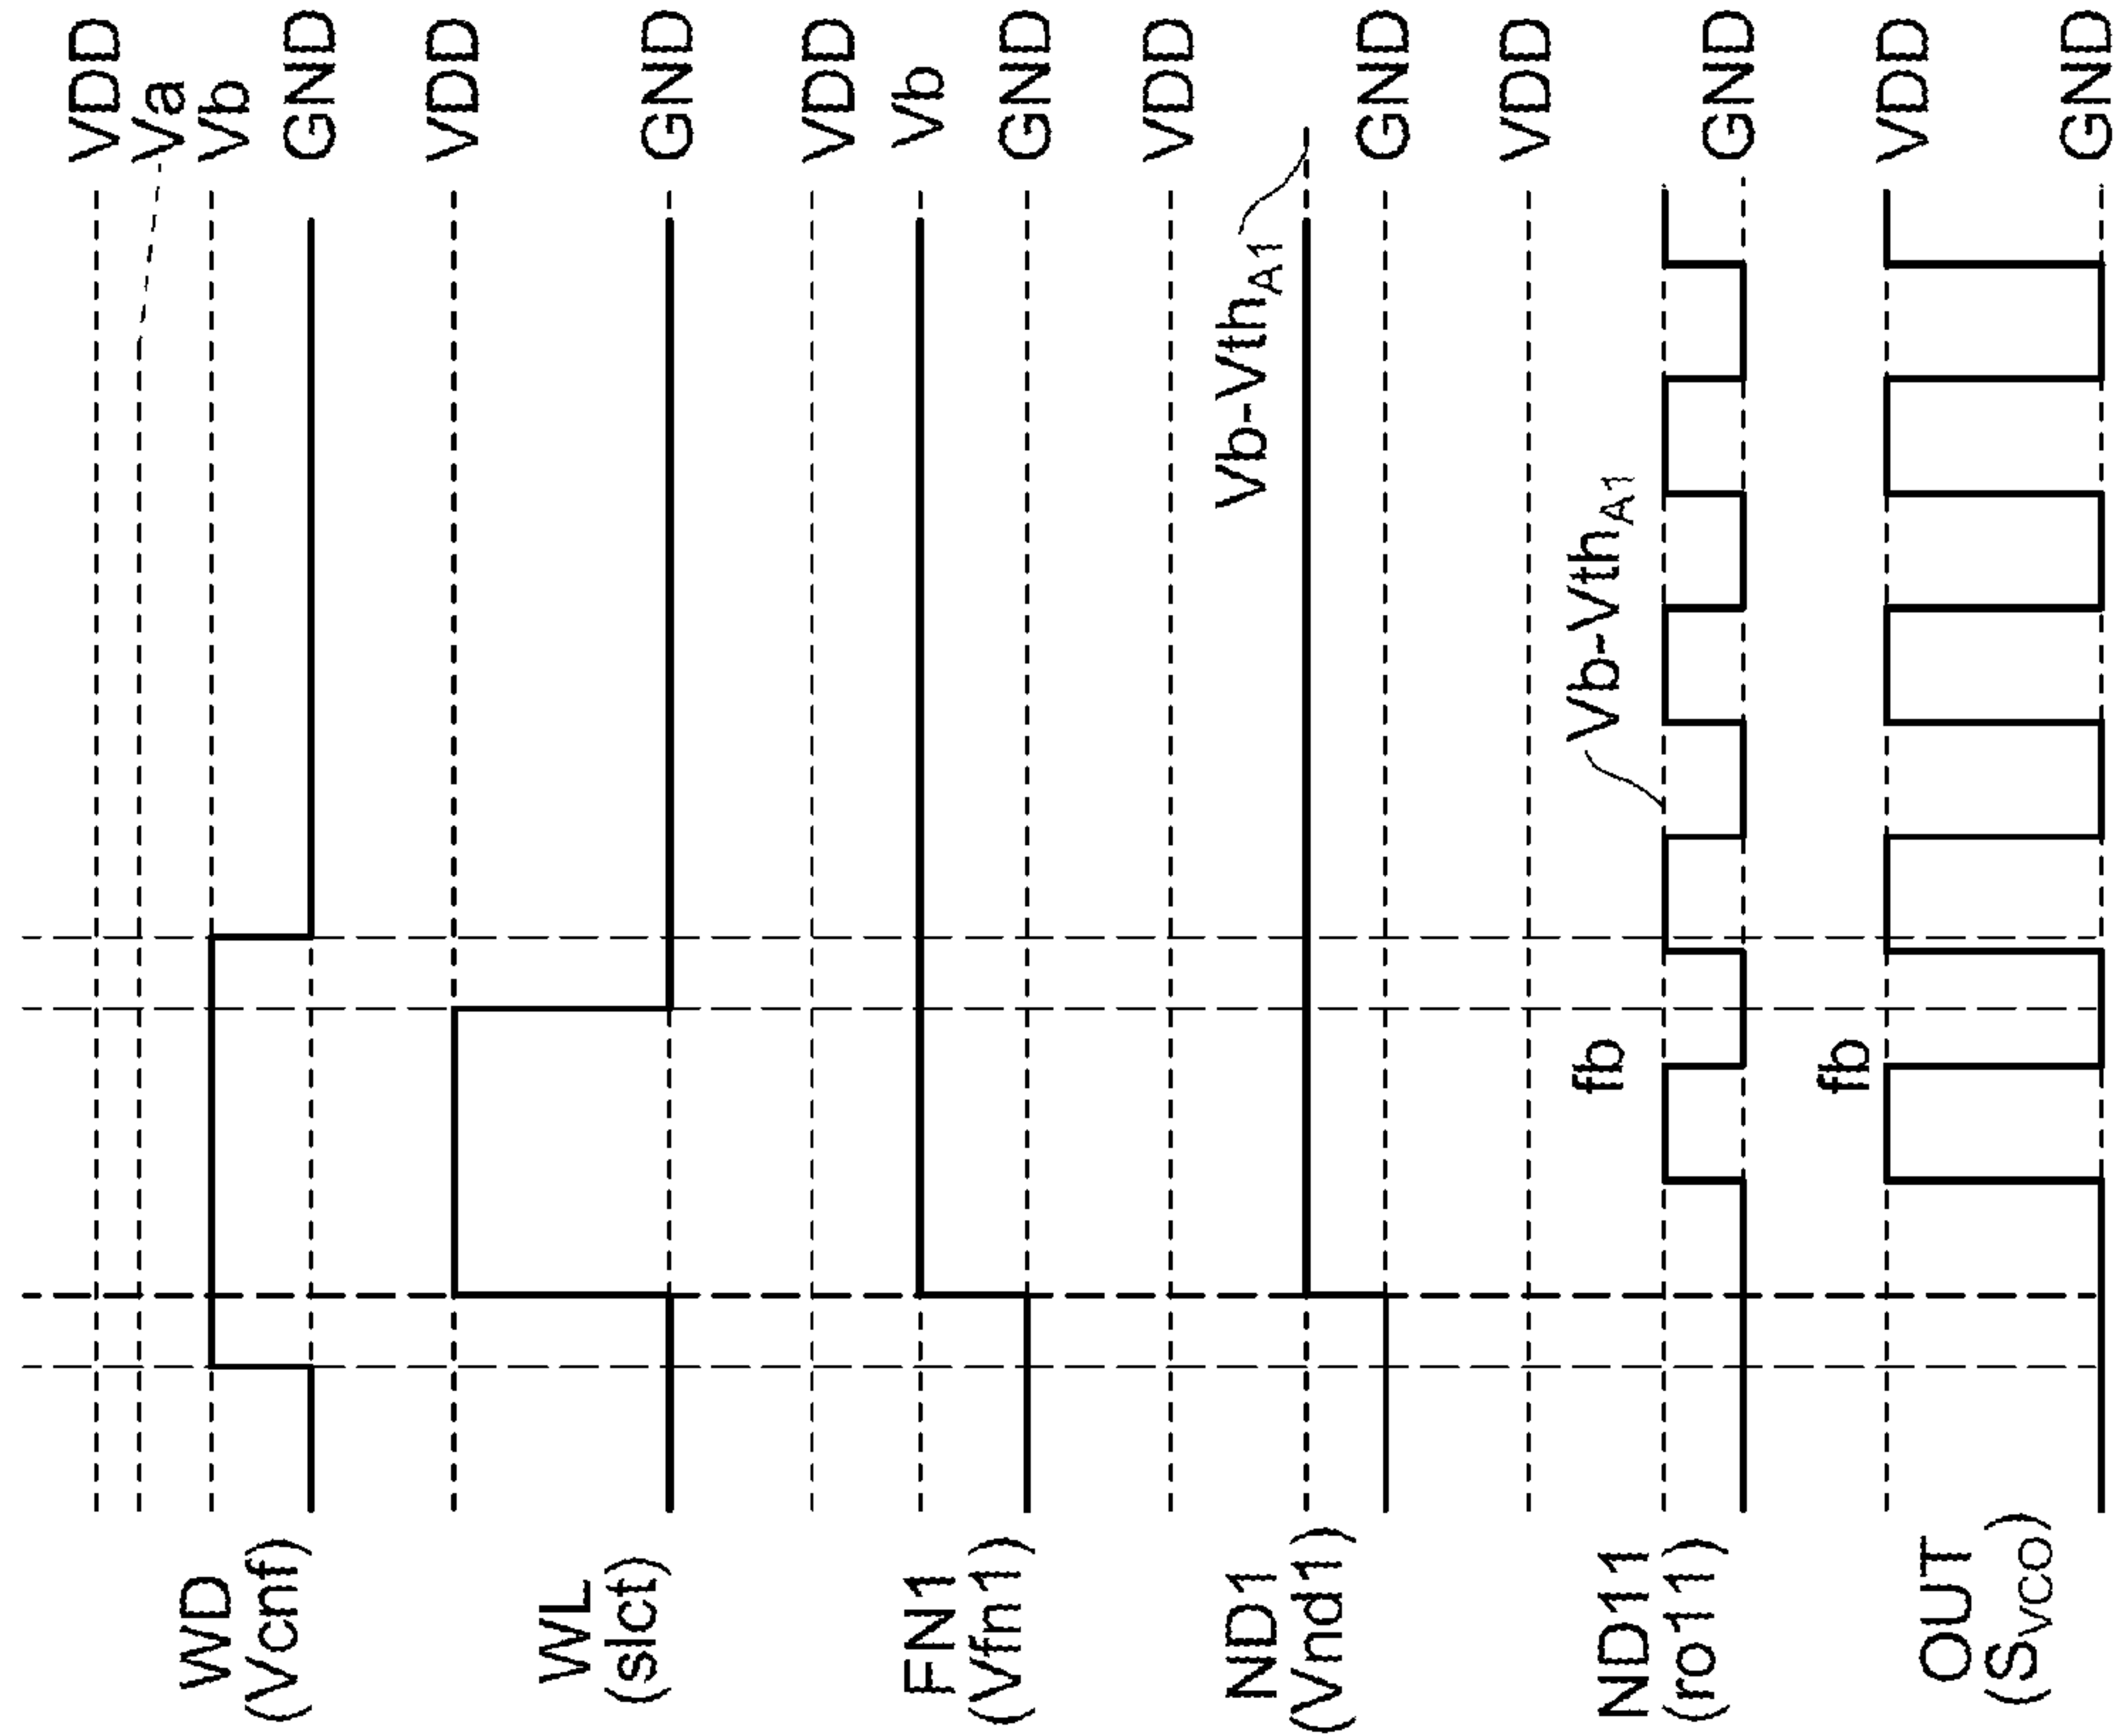 WD
(Vcnf)
VDD
Va
Vb
GND
WL
(slct)
VDD
GND
FN1
(Vfn1)
VDD
Vb
GND
ND1
(Vnd1)
VDD
Vb-VthA1
GND
ND11
(ro11)
fb
Vb-VthA1
VDD
GND
OUT
(SVCO)
fb
VDD
GND